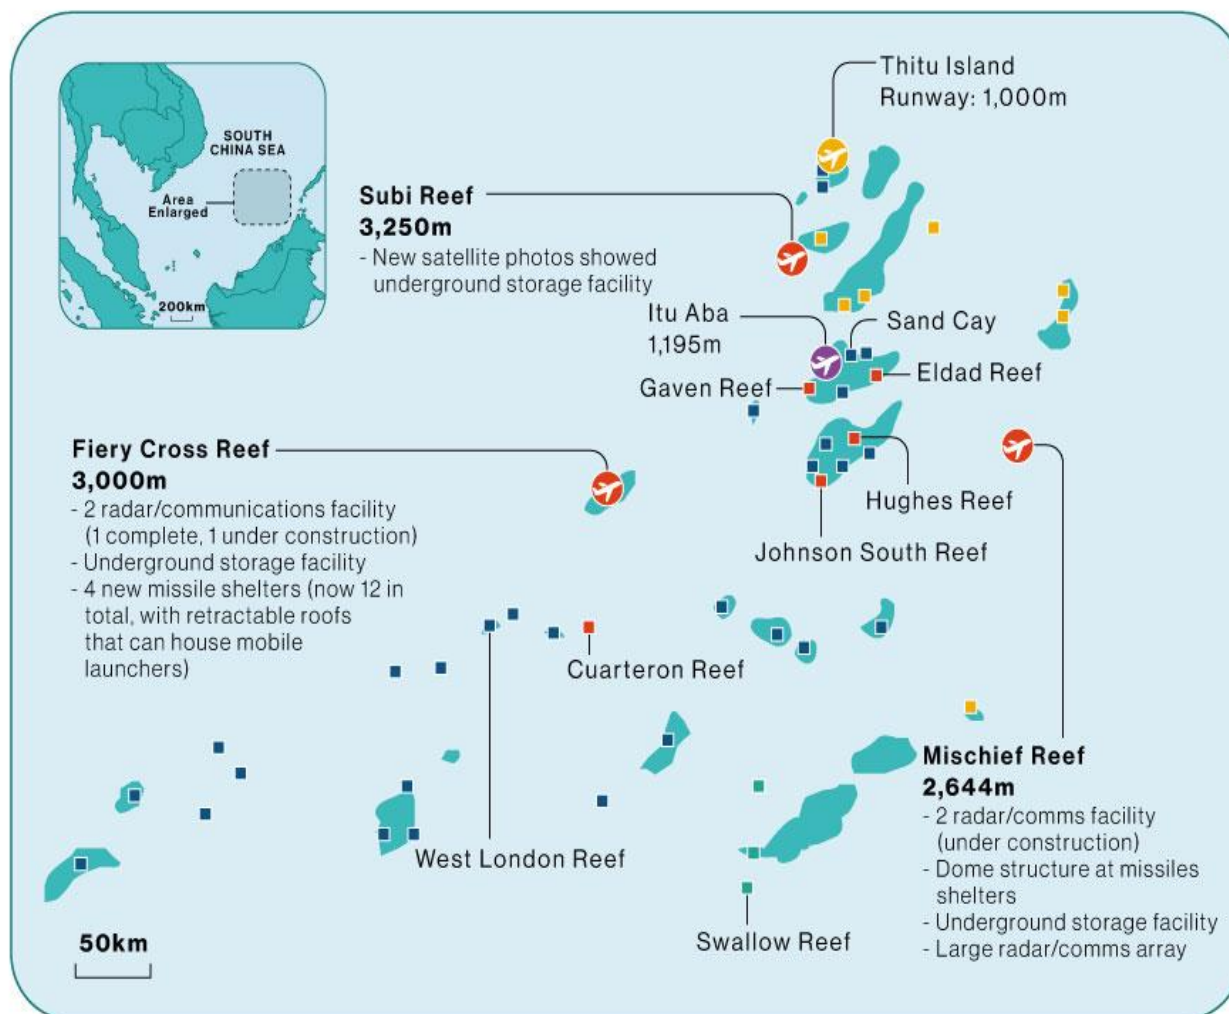 Thitu Island
Runway: 1,000m
SOUTH
CHINA SEA
Area
Enlarged
200km
Subi Reef
3,250m
- New satellite photos showed
underground storage facility
Itu Aba
1,195m
Sand Cay
Gaven Reef
Eldad Reef
Fiery Cross Reef
3,000m
- 2 radar/communications facility
(1 complete, 1 under construction)
- Underground storage facility
- 4 new missile shelters (now 12 in
total, with retractable roofs
that can house mobile
launchers)
Hughes Reef
Johnson South Reef
Cuarteron Reef
Mischief Reef
2,644m
- 2 radar/comms facility
(under construction)
- Dome structure at missiles
shelters
- Underground storage facility
- Large radar/comms array
West London Reef
Swallow Reef
50km